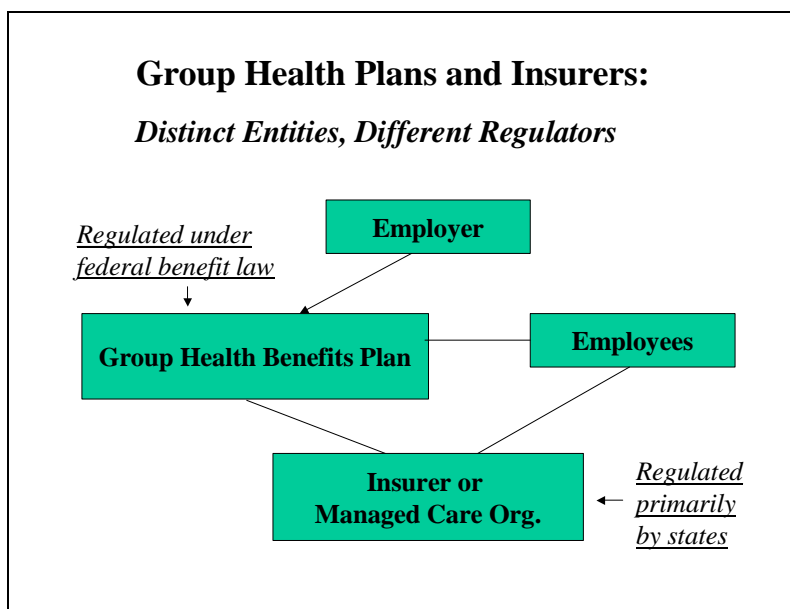 Group Health Plans and Insurers:
Distinct Entities, Different Regulators
Employer
Regulated under
federal benefit law
Group Health Benefits Plan
Employees
Insurer or
Managed Care Org.
Regulated
primarily
by states